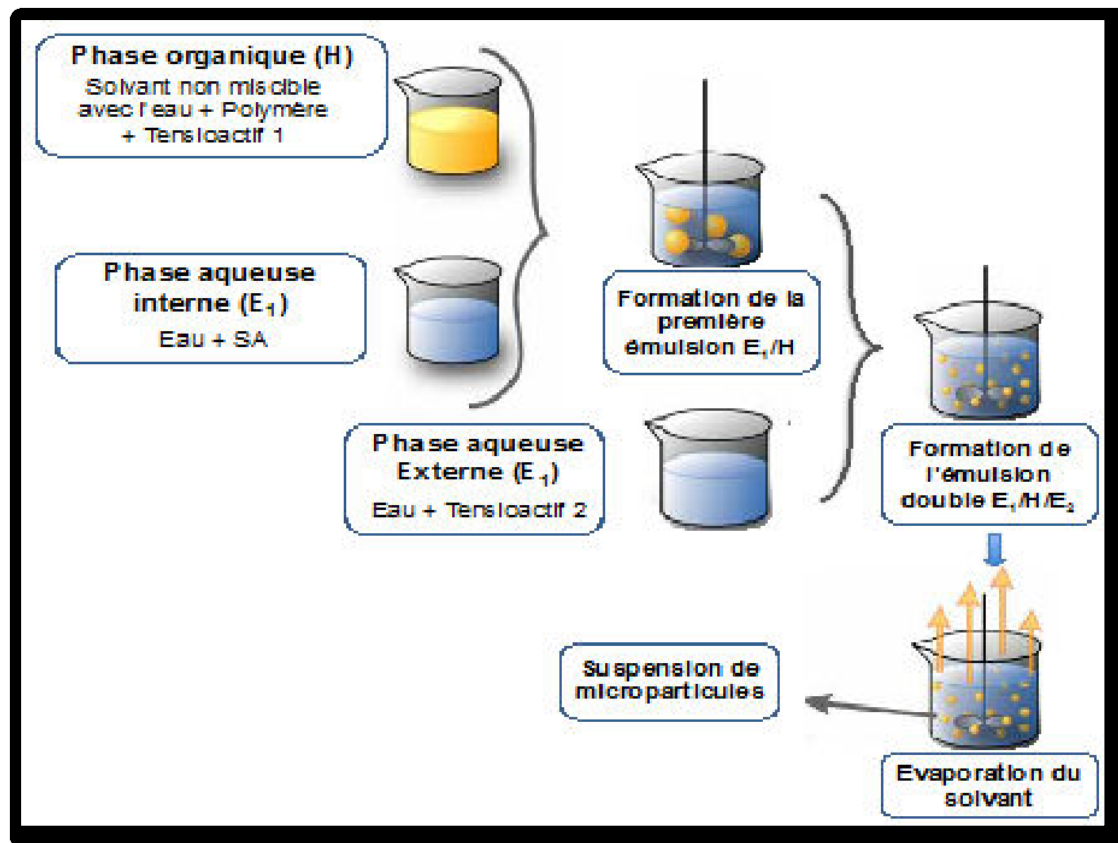 Phase organique (H)
Solvant non miscible
avec l'eau + Polymère
+ Tensioactif 1
Phase aqueuse
interne (E1)
Eau + SA
Formation de la
première
émulsion E1/H
Phase aqueuse
Externe (E1)
Eau + Tensioactif 2
Formation de
l'émulsion
double E1/H/E2
Suspension de
microparticules
Evaporation du
solvant